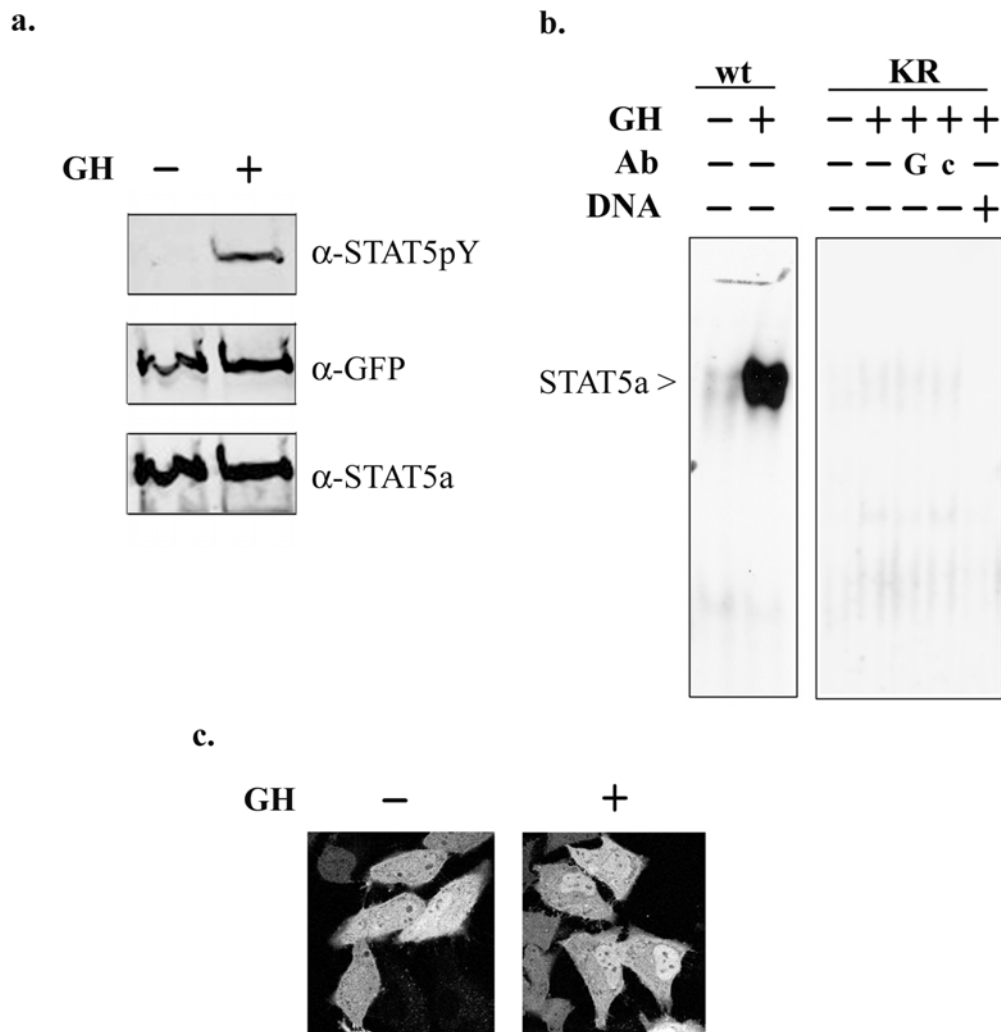 a.
GH − +
α-STAT5pY
α-GFP
α-STAT5a
b.
wt KR
GH − + − + + + +
Ab − − − − G c −
DNA − − − − − − +
STAT5a >
c.
GH − +